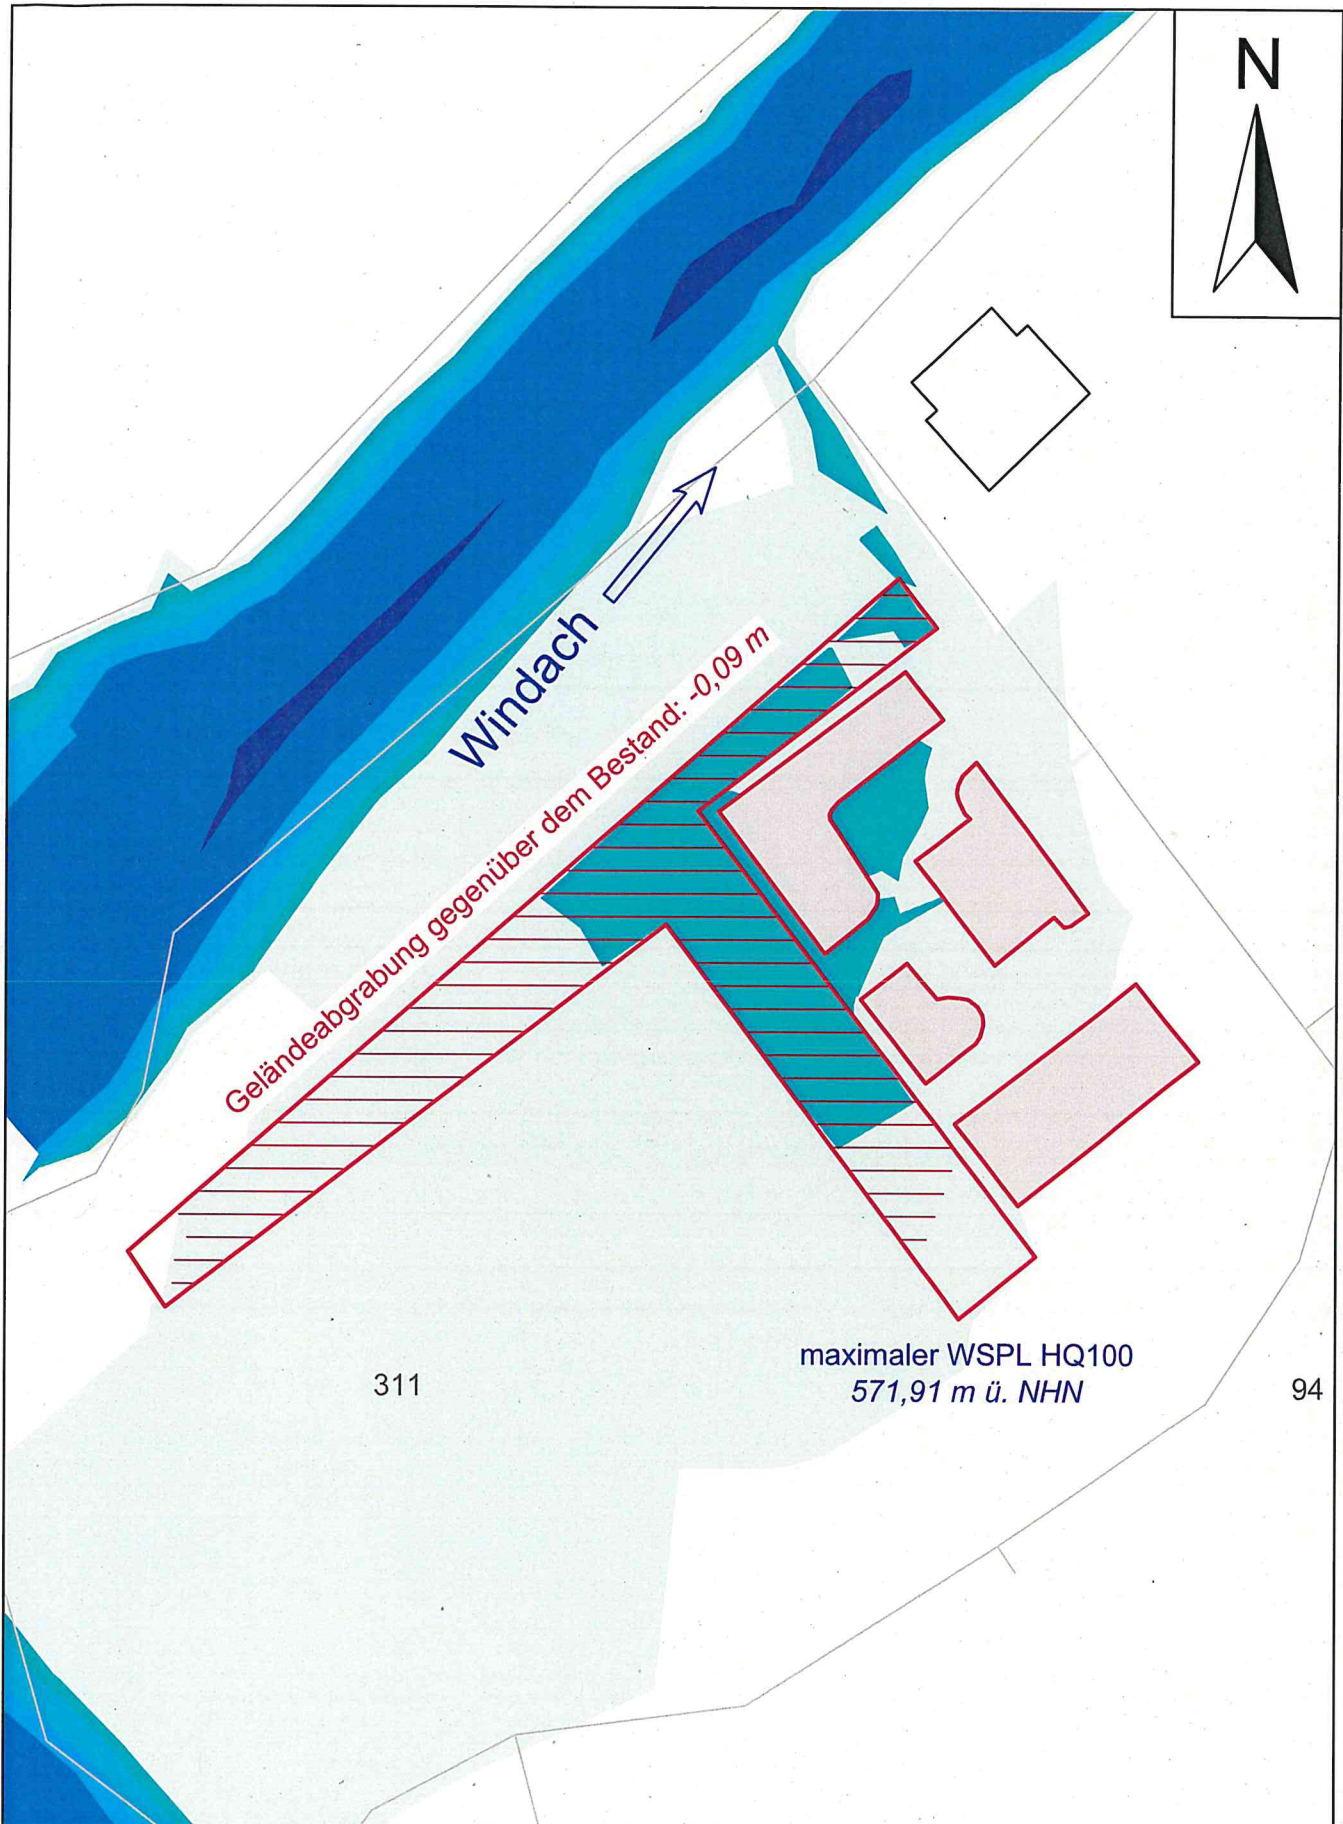 N
Windach
Geländeabgrabung gegenüber dem Bestand: -0,09 m
maximaler WSPL HQ100
571,91 m ü. NHN
311
94